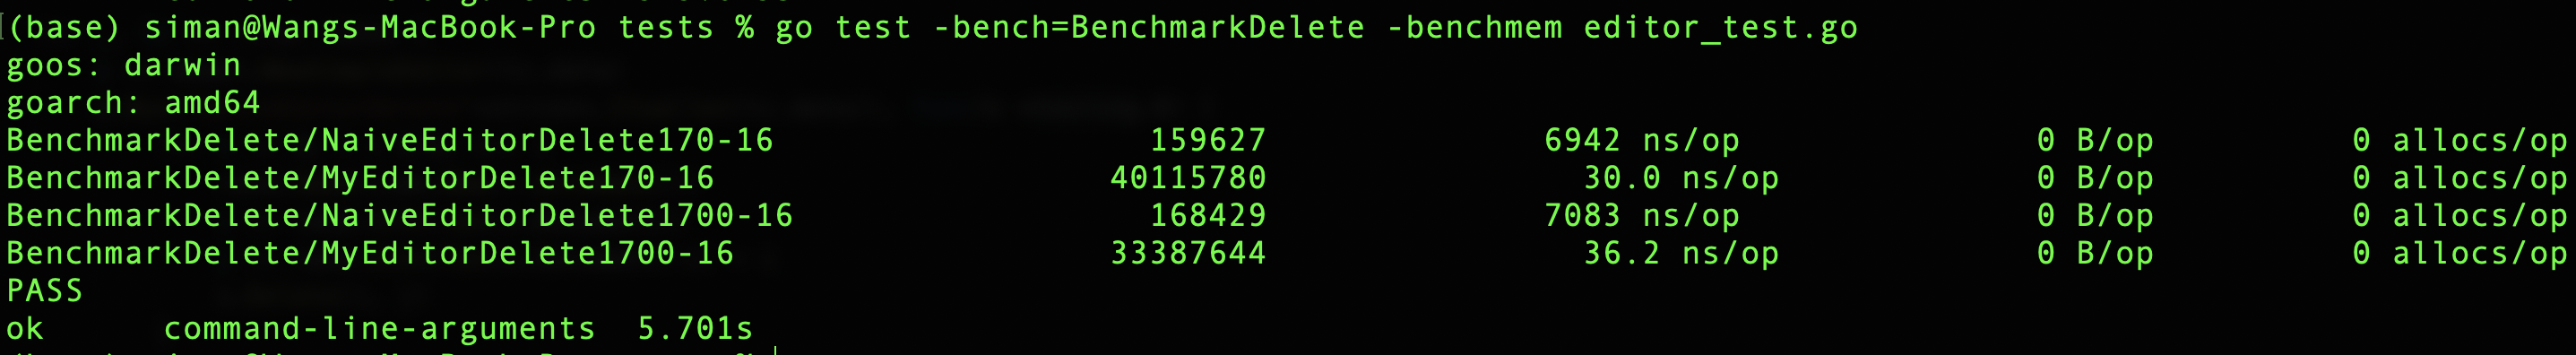 (base) siman@Wangs-MacBook-Pro tests % go test -bench=BenchmarkDelete -benchmem editor_test.go
goos: darwin
goarch: amd64
BenchmarkDelete/NaiveEditorDelete170-16 159627 6942 ns/op 0 B/op 0 allocs/op
BenchmarkDelete/MyEditorDelete170-16 40115780 30.0 ns/op 0 B/op 0 allocs/op
BenchmarkDelete/NaiveEditorDelete1700-16 168429 7083 ns/op 0 B/op 0 allocs/op
BenchmarkDelete/MyEditorDelete1700-16 33387644 36.2 ns/op 0 B/op 0 allocs/op
PASS
ok command-line-arguments 5.701s